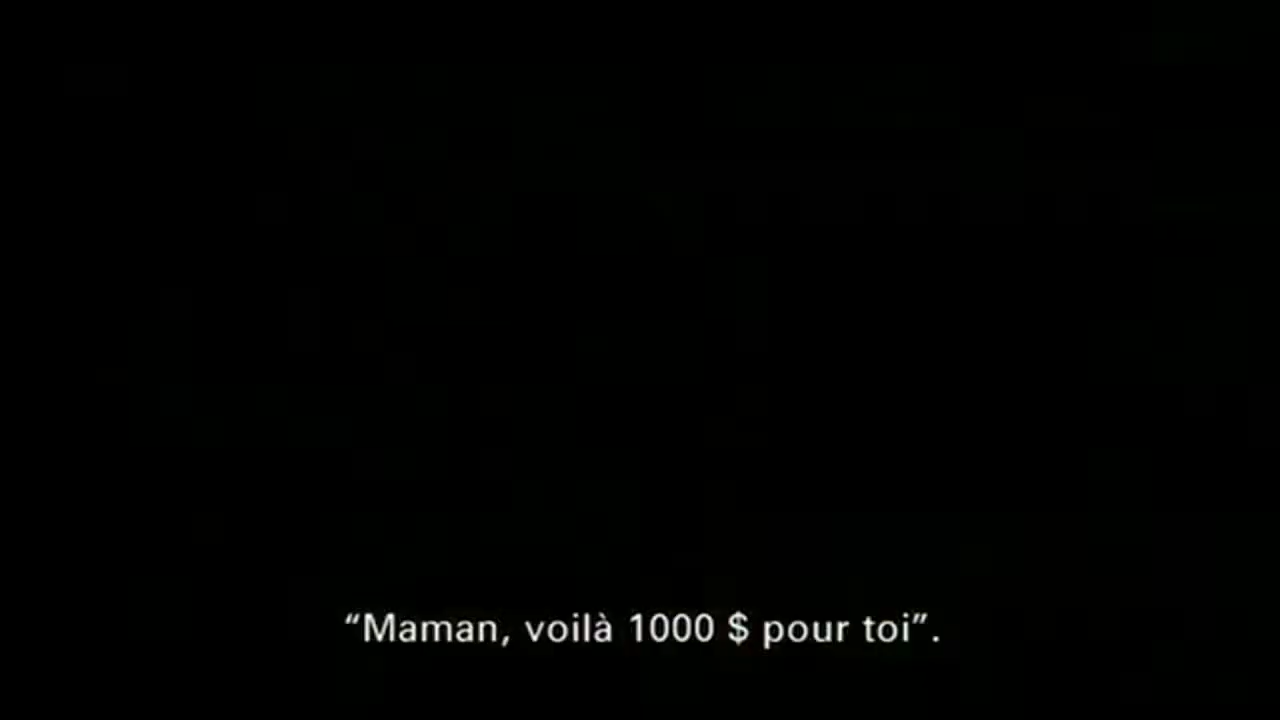 “Maman, voilà 1000 $ pour toi”.